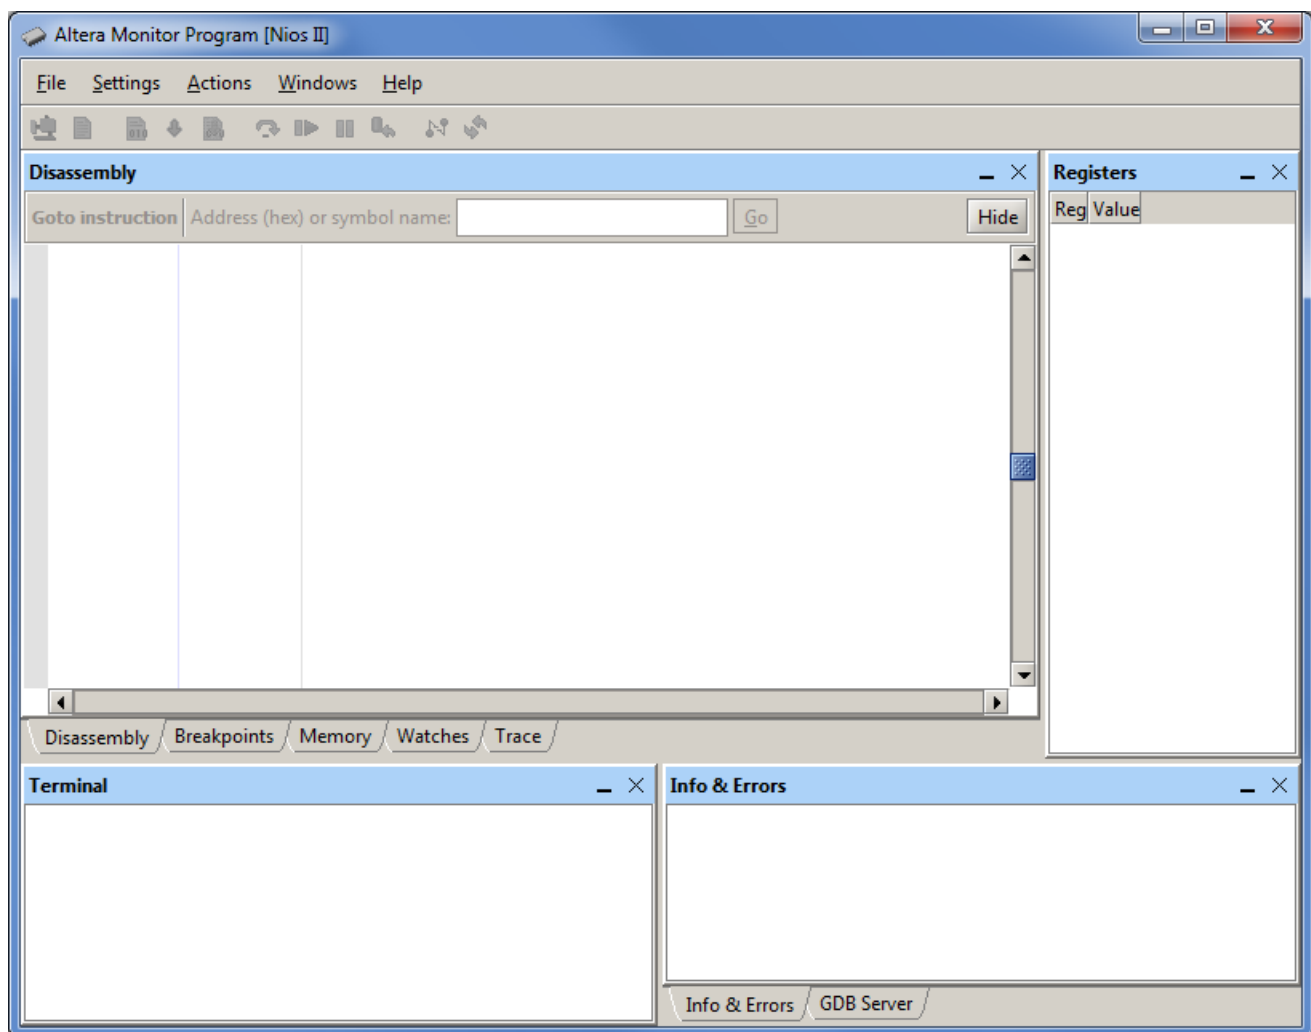 Altera Monitor Program [Nios II]
File Settings Actions Windows Help
Disassembly
Goto instruction Address (hex) or symbol name: Go Hide
Registers
Reg Value
Disassembly Breakpoints Memory Watches Trace
Terminal
Info & Errors
Info & Errors GDB Server